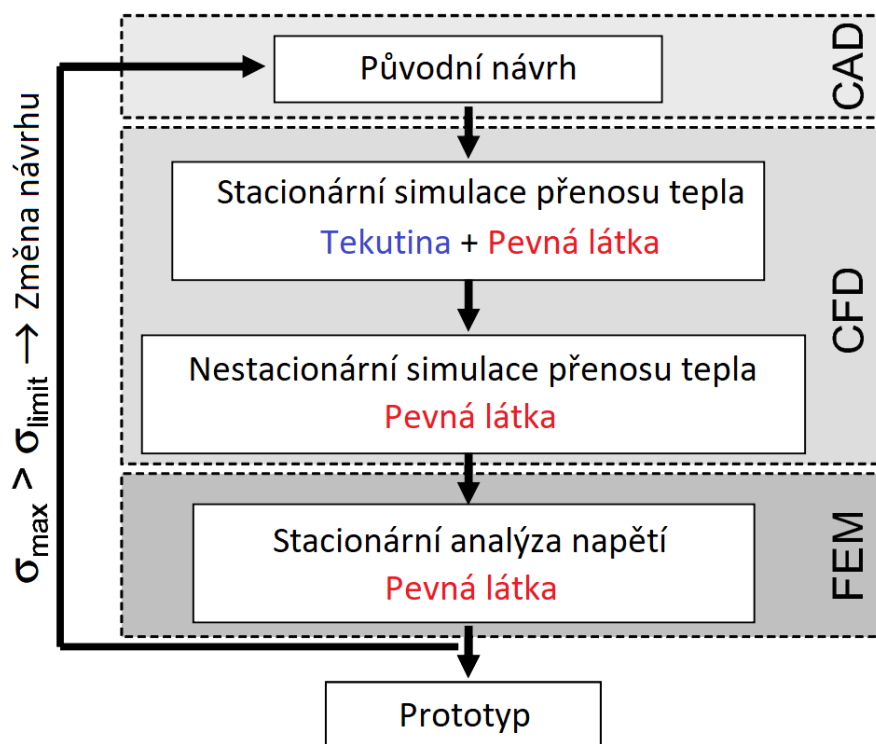 Původní návrh
CAD
Stacionární simulace přenosu tepla
Tekutina + Pevná látka
Nestacionární simulace přenosu tepla
Pevná látka
CFD
Stacionární analýza napětí
Pevná látka
FEM
σmax > σlimit → Změna návrhu
Prototyp